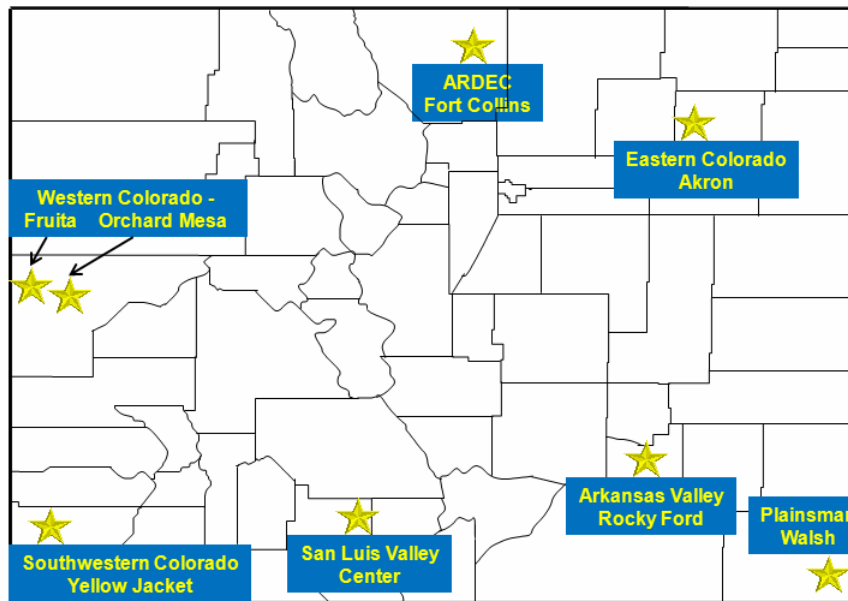 ARDEC
Fort Collins
Eastern Colorado
Akron
Western Colorado -
Fruita Orchard Mesa
Arkansas Valley
Rocky Ford
Plainsman
Walsh
San Luis Valley
Center
Southwestern Colorado
Yellow Jacket